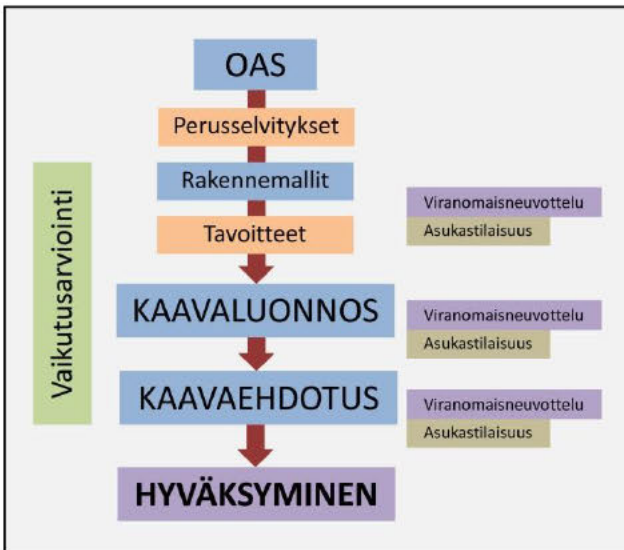 OAS
Perusselvitykset
Rakennemallit
Tavoitteet
Vaikutusarviointi
Viranomaisneuvottelu
Asukastilaisuus
KAAVALUONNOS
Viranomaisneuvottelu
Asukastilaisuus
KAAVAEHDOTUS
Viranomaisneuvottelu
Asukastilaisuus
HYVÄKSYMINEN